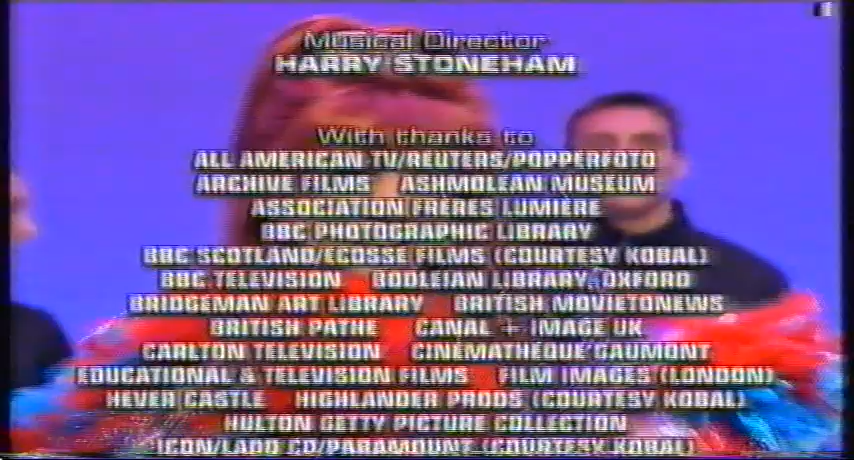 Musical Director
HARRY STONEHAM
With thanks to
ALL AMERICAN TV/REUTERS/POPPERFOTO
ARCHIVE FILMS ASHMOLEAN MUSEUM
ASSOCIATION FRÈRES LUMIÈRE
BBC PHOTOGRAPHIC LIBRARY
BBC SCOTLAND/ECOSSE FILMS (COURTESY KOBAL)
BBC TELEVISION BODLEIAN LIBRARY, OXFORD
BRIDGEMAN ART LIBRARY BRITISH MOVIETONEWS
BRITISH PATHE CANAL + IMAGE UK
CARLTON TELEVISION CINÉMATHÈQUE GAUMONT
EDUCATIONAL & TELEVISION FILMS FILM IMAGES (LONDON)
HEVER CASTLE HIGHLANDER PRODS (COURTESY KOBAL)
HULTON GETTY PICTURE COLLECTION
ICON/LADD CO/PARAMOUNT (COURTESY KOBAL)